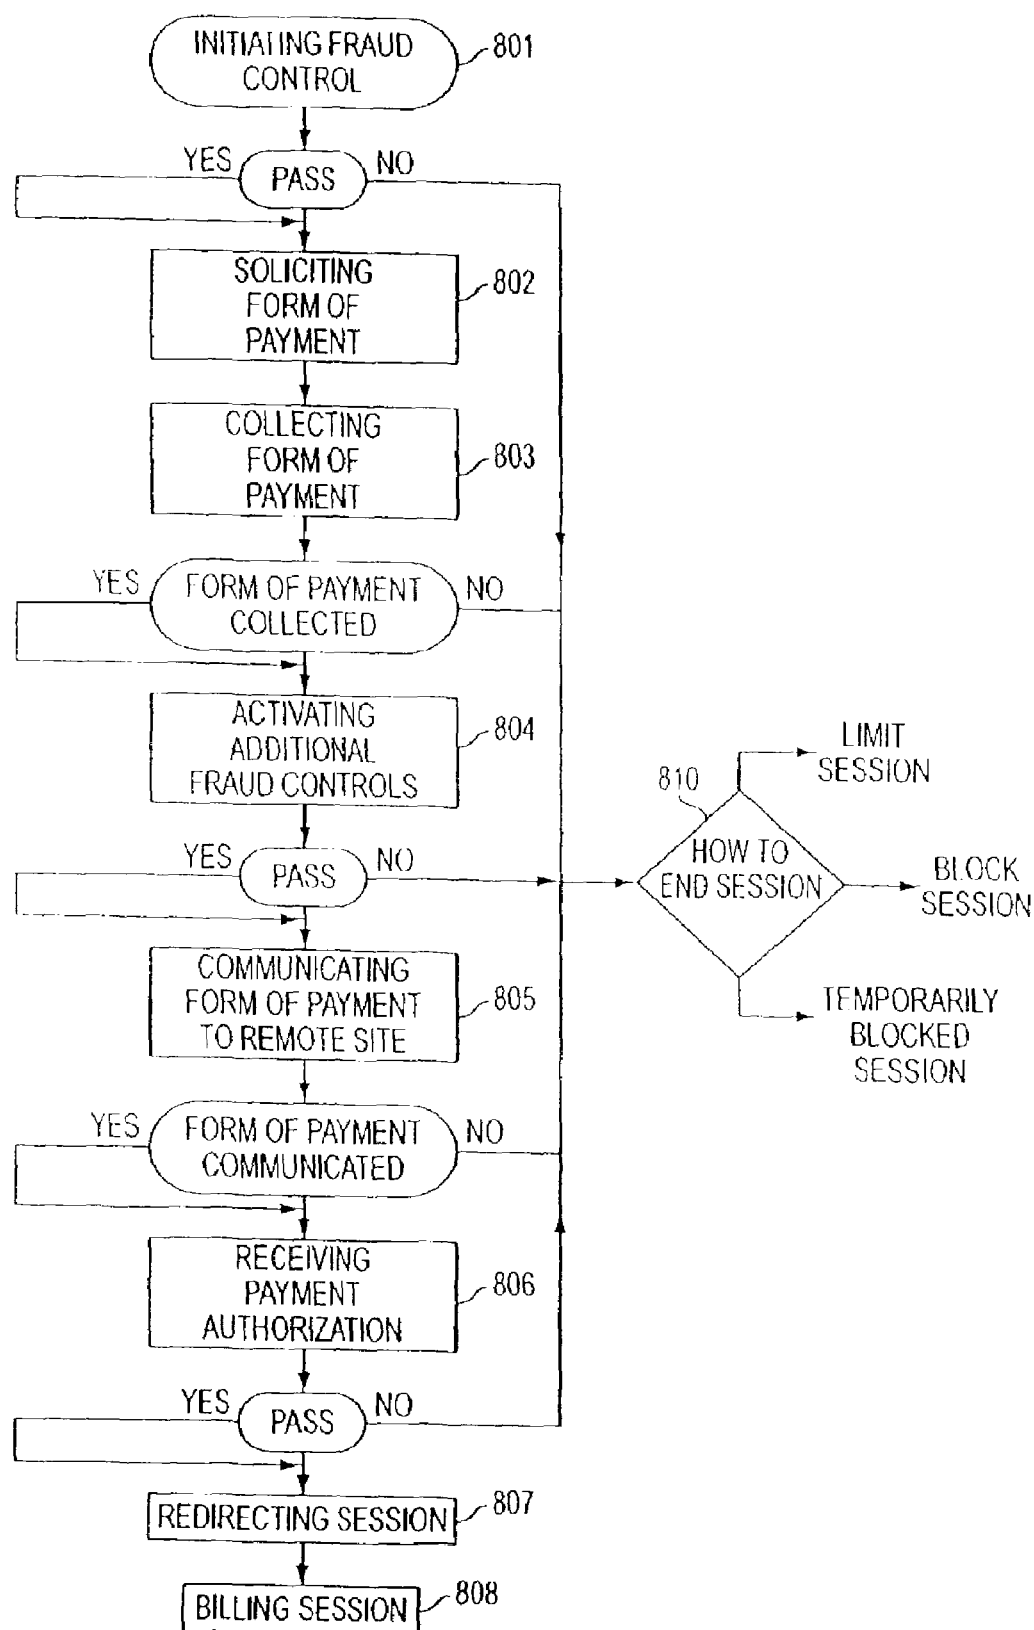 INITIATING FRAUD
CONTROL
801
YES
PASS
NO
SOLICITING
FORM OF
PAYMENT
802
COLLECTING
FORM OF
PAYMENT
803
YES
FORM OF PAYMENT
COLLECTED
NO
ACTIVATING
ADDITIONAL
FRAUD CONTROLS
804
YES
PASS
NO
810
HOW TO
END SESSION
LIMIT
SESSION
BLOCK
SESSION
TEMPORARILY
BLOCKED
SESSION
COMMUNICATING
FORM OF PAYMENT
TO REMOTE SITE
805
YES
FORM OF PAYMENT
COMMUNICATED
NO
RECEIVING
PAYMENT
AUTHORIZATION
806
YES
PASS
NO
REDIRECTING SESSION
807
BILLING SESSION
808